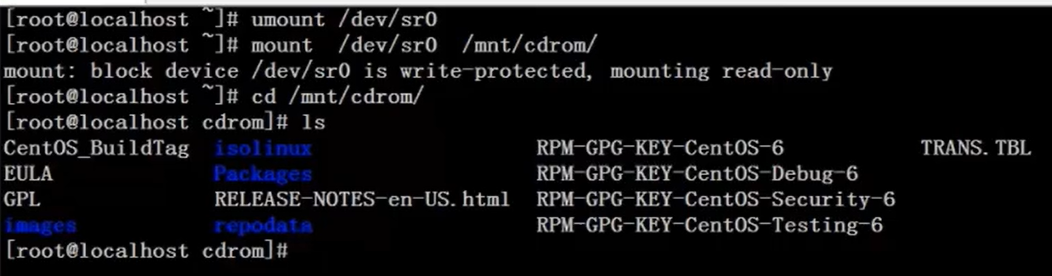 [root@localhost ~]# umount /dev/sr0
[root@localhost ~]# mount  /dev/sr0  /mnt/cdrom/
mount: block device /dev/sr0 is write-protected, mounting read-only
[root@localhost ~]# cd /mnt/cdrom/
[root@localhost cdrom]# ls
CentOS_BuildTag  isolinux                  RPM-GPG-KEY-CentOS-6           TRANS.TBL
EULA             Packages                  RPM-GPG-KEY-CentOS-Debug-6
GPL              RELEASE-NOTES-en-US.html  RPM-GPG-KEY-CentOS-Security-6
images           repodata                  RPM-GPG-KEY-CentOS-Testing-6
[root@localhost cdrom]#